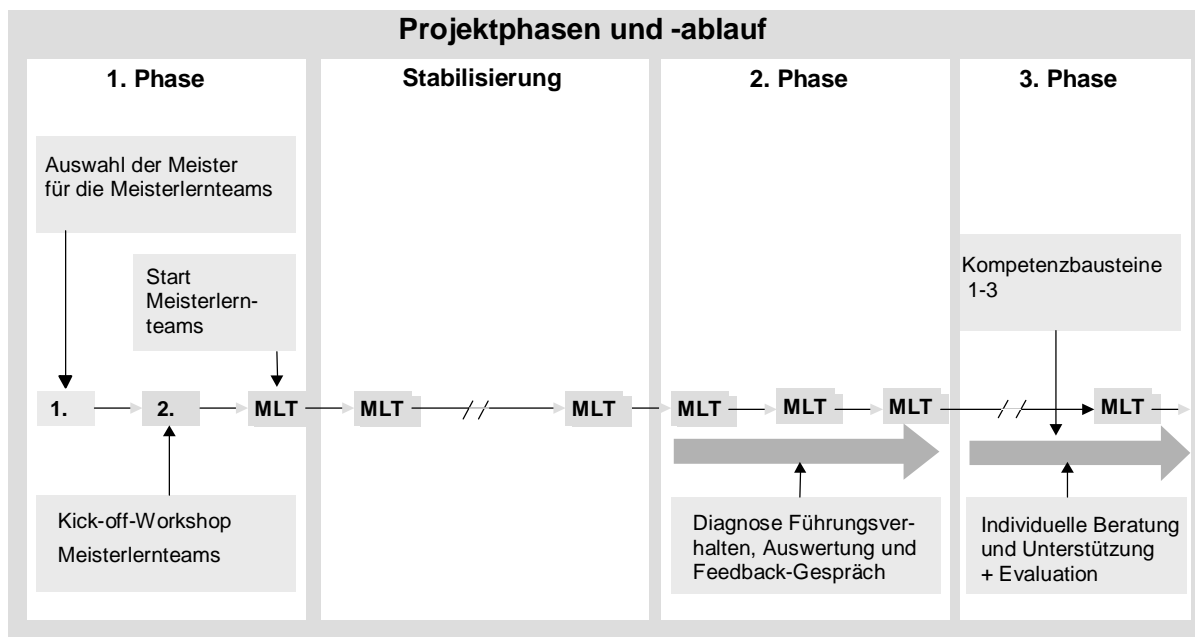 Projektphasen und -ablauf
1. Phase
Stabilisierung
2. Phase
3. Phase
Auswahl der Meister
für die Meisterlernteams
Start
Meisterlern-
teams
Kompetenzbausteine
1-3
1.
2.
MLT
MLT
MLT
MLT
MLT
MLT
MLT
Kick-off-Workshop
Meisterlernteams
Diagnose Führungsver-
halten, Auswertung und
Feedback-Gespräch
Individuelle Beratung
und Unterstützung
+ Evaluation